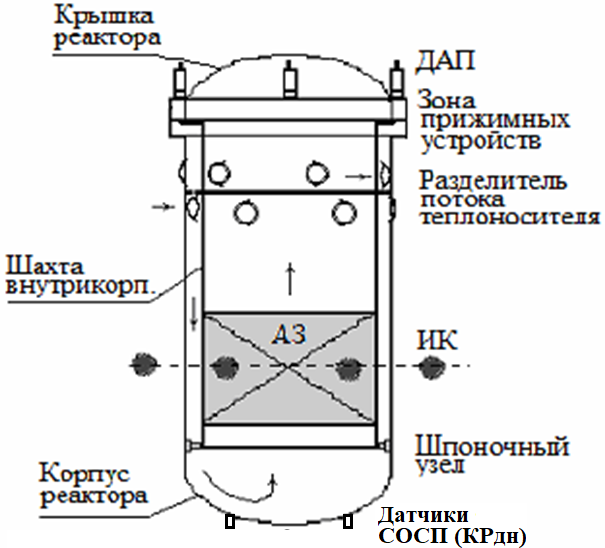 Крышка
реактора
ДАП
Зона
прижимных
устройств
Разделитель
потока
теплоносителя
Шахта
внутрикорп.
АЗ
ИК
Шпоночный
узел
Корпус
реактора
Датчики
СОСП (КРдн)